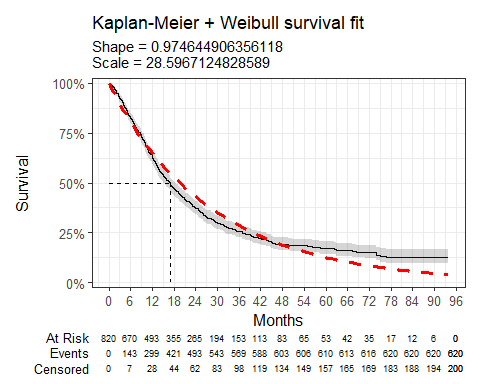 Kaplan-Meier + Weibull survival fit
Shape = 0.974644906356118
Scale = 28.5967124828589
100%
75%
50%
25%
0%
Survival
0 6 12 18 24 30 36 42 48 54 60 66 72 78 84 90 96
Months
At Risk 820 670 493 355 265 194 153 113 83 65 53 42 35 17 12 6 0
Events 0 143 299 421 493 543 569 588 603 606 610 613 616 620 620 620 620
Censored 0 7 28 44 62 83 98 119 134 149 157 165 169 183 188 194 200